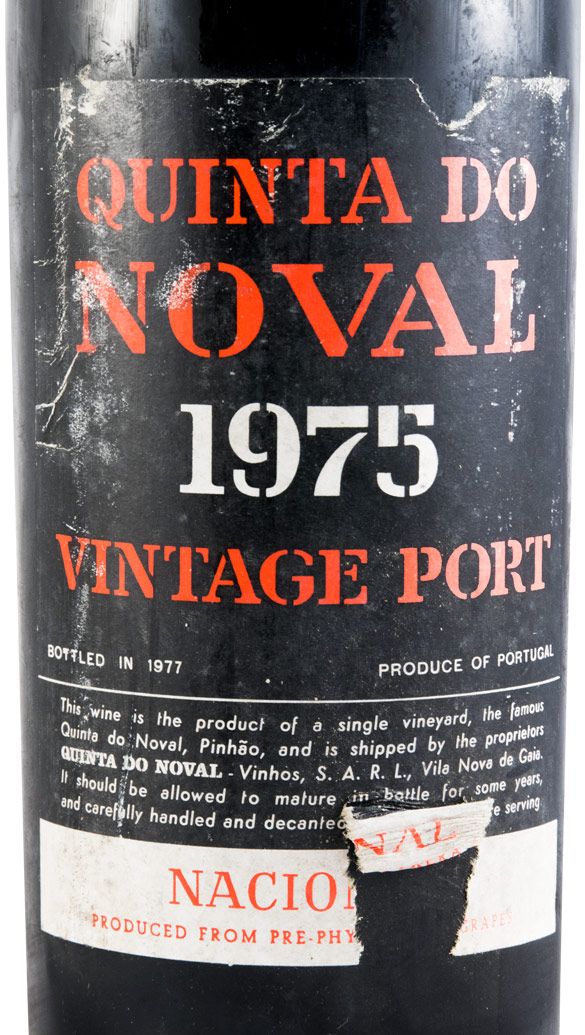 QUINTA DO
NOVAL
1975
VINTAGE PORT
BOTTLED IN 1977 PRODUCE OF PORTUGAL
This wine is the product of a single vineyard, the famous
Quinta do Noval, Pinhão, and is shipped by the proprietors
QUINTA DO NOVAL - Vinhos, S. A. R. L., Vila Nova de Gaia.
It should be allowed to mature in bottle for some years,
and carefully handled and decanted serving
NAL
NACIO
PRODUCED FROM PRE-PHY GRAPES